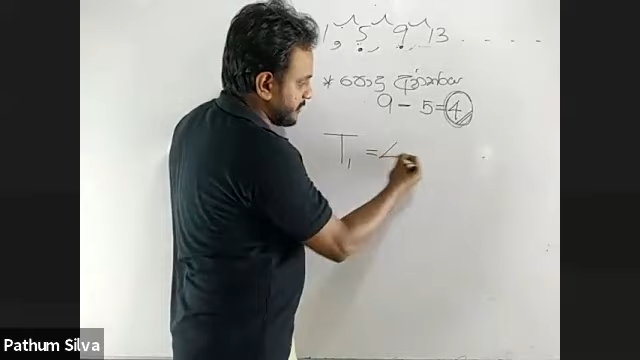 1, 5, 9, 13 . . . .
* පොදු අන්තරය
9 - 5 = 4
T₁ = 4
Pathum Silva